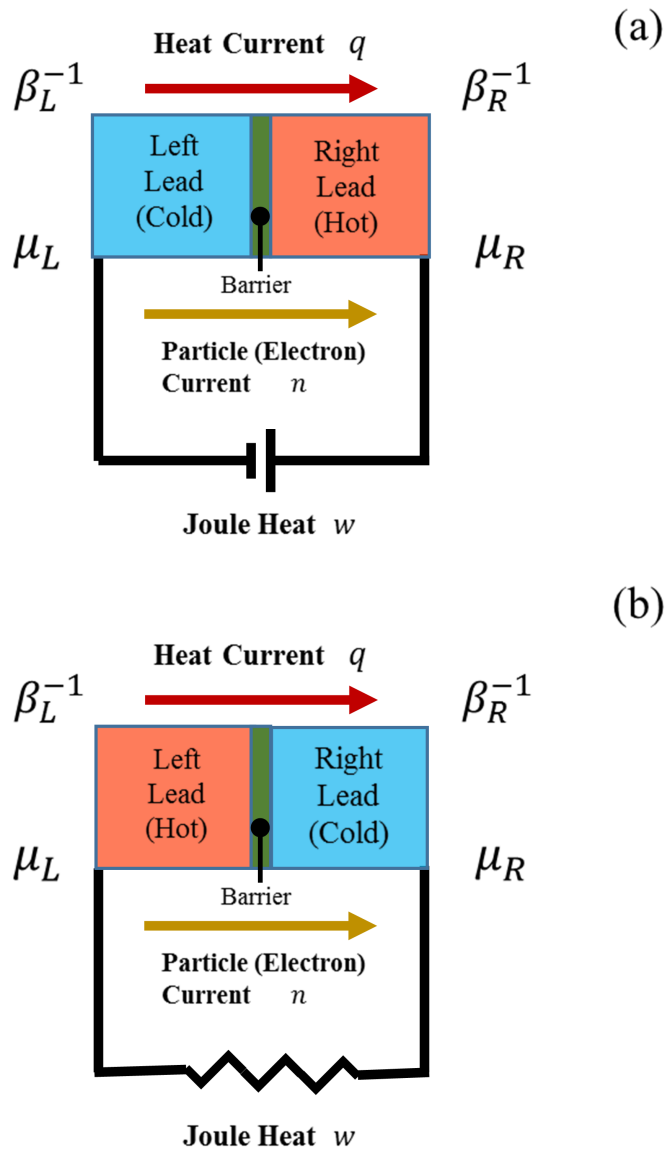 (a)
Heat Current q
β_L^{-1}
β_R^{-1}
Left
Lead
(Cold)
Right
Lead
(Hot)
μ_L
μ_R
Barrier
Particle (Electron)
Current n
Joule Heat w
(b)
Heat Current q
β_L^{-1}
β_R^{-1}
Left
Lead
(Hot)
Right
Lead
(Cold)
μ_L
μ_R
Barrier
Particle (Electron)
Current n
Joule Heat w